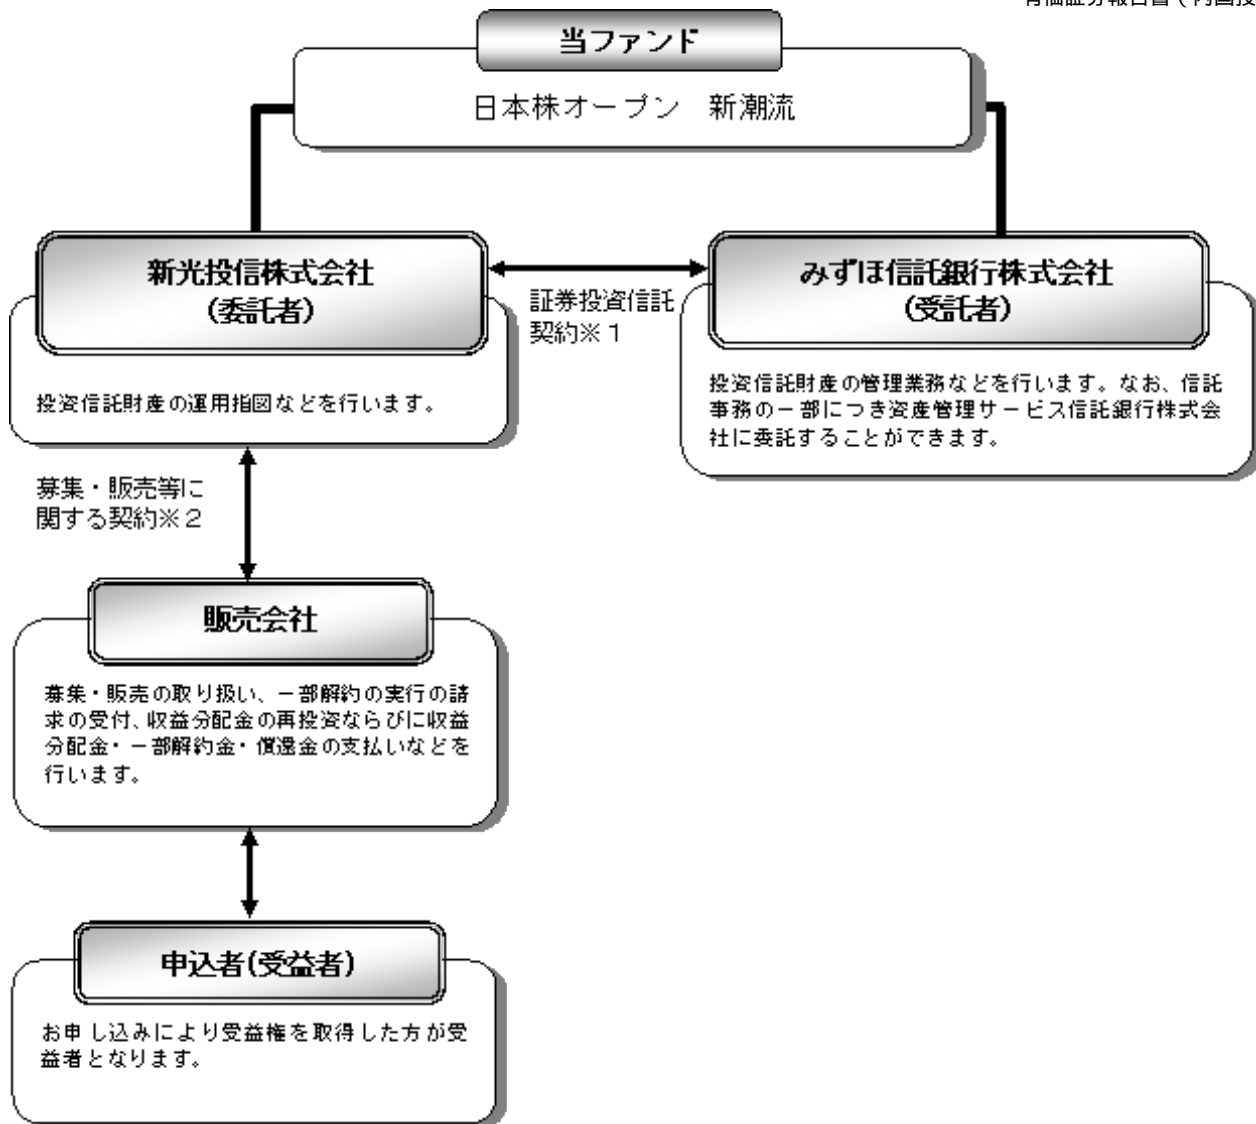 当ファンド
日本株オープン 新潮流
新光投信株式会社
(委託者)
投資信託財産の運用指図などを行います。
証券投資信託
契約※1
みずほ信託銀行株式会社
(受託者)
投資信託財産の管理業務などを行います。なお、信託
事務の一部につき資産管理サービス信託銀行株式会
社に委託することができます。
募集・販売等に
関する契約※2
販売会社
募集・販売の取り扱い、一部解約の実行の請
求の受付、収益分配金の再投資ならびに収益
分配金・一部解約金・償還金の支払いなどを
行います。
申込者(受益者)
お申し込みにより受益権を取得した方が受
益者となります。